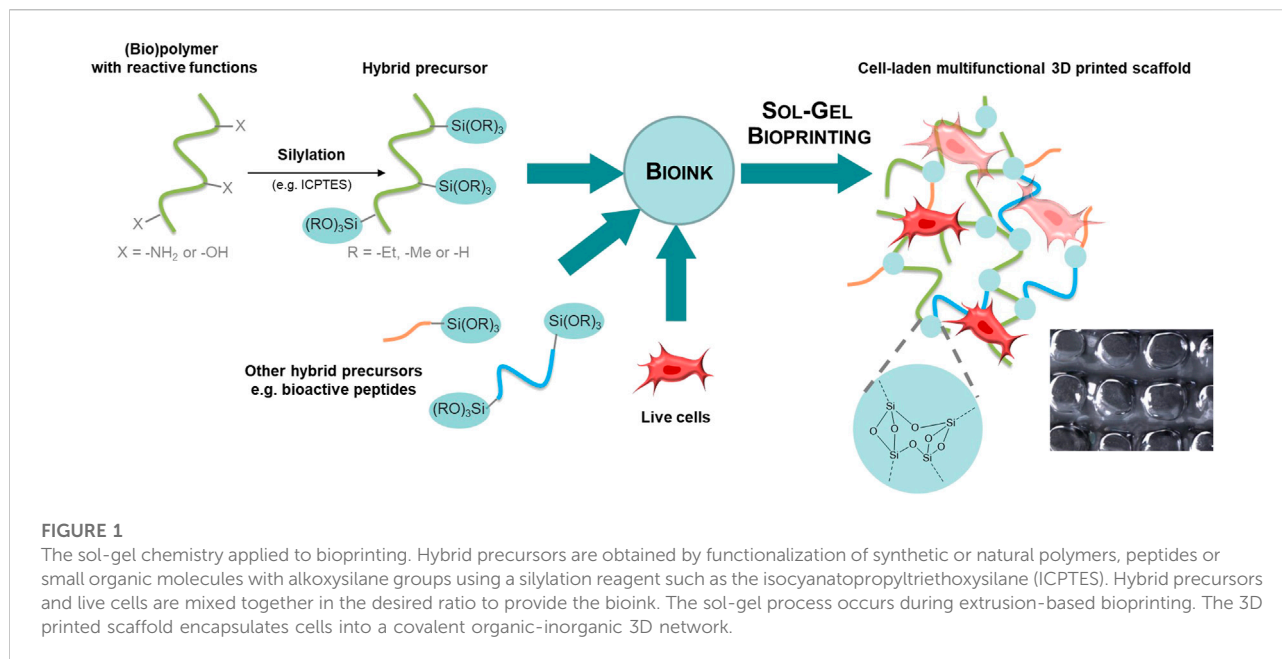 (Bio)polymer
with reactive functions
X
X
X
X = -NH₂ or -OH
Silylation
(e.g. ICPTES)
Hybrid precursor
Si(OR)₃
Si(OR)₃
(RO)₃Si
R = -Et, -Me or -H
Other hybrid precursors
e.g. bioactive peptides
Si(OR)₃
Si(OR)₃
(RO)₃Si
Live cells
BIOINK
SOL-GEL
BIOPRINTING
Cell-laden multifunctional 3D printed scaffold
Si
O
O
O
Si
O
O
Si
O
Si
FIGURE 1
The sol-gel chemistry applied to bioprinting. Hybrid precursors are obtained by functionalization of synthetic or natural polymers, peptides or
small organic molecules with alkoxysilane groups using a silylation reagent such as the isocyanatopropyltriethoxysilane (ICPTES). Hybrid precursors
and live cells are mixed together in the desired ratio to provide the bioink. The sol-gel process occurs during extrusion-based bioprinting. The 3D
printed scaffold encapsulates cells into a covalent organic-inorganic 3D network.